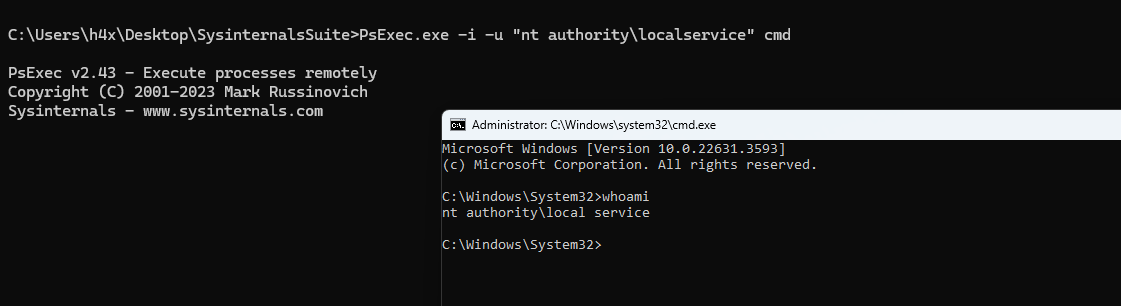 C:\Users\h4x\Desktop\SysinternalsSuite>PsExec.exe -i -u "nt authority\localservice" cmd
PsExec v2.43 - Execute processes remotely
Copyright (C) 2001-2023 Mark Russinovich
Sysinternals - www.sysinternals.com
Administrator: C:\Windows\system32\cmd.exe
Microsoft Windows [Version 10.0.22631.3593]
(c) Microsoft Corporation. All rights reserved.
C:\Windows\System32>whoami
nt authority\local service
C:\Windows\System32>